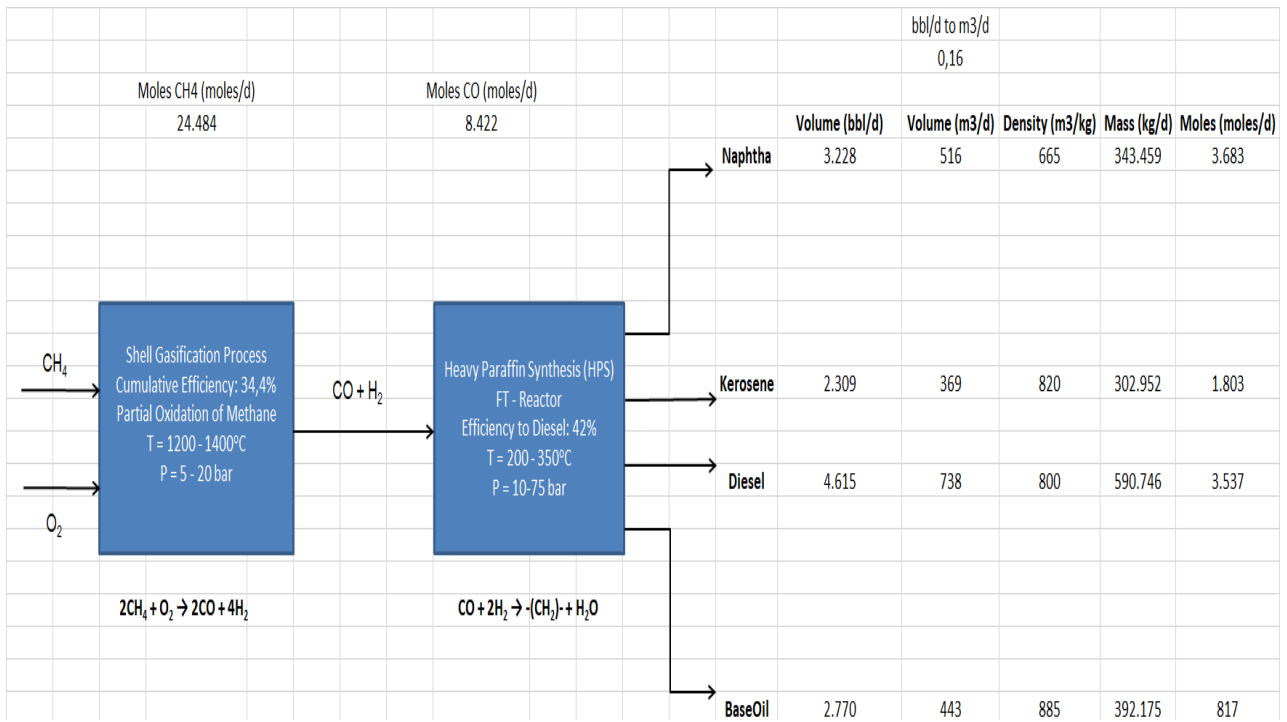 bbl/d to m3/d
0,16
Moles CH4 (moles/d)
Moles CO (moles/d)
24.484
8.422
Volume (bbl/d) Volume (m3/d) Density (m3/kg) Mass (kg/d) Moles (moles/d)
Naphtha 3.228 516 665 343.459 3.683
CH₄
O₂
Shell Gasification Process
Cumulative Efficiency: 34,4%
Partial Oxidation of Methane
T = 1200 - 1400ºC
P = 5 - 20 bar
CO + H₂
Heavy Paraffin Synthesis (HPS)
FT - Reactor
Efficiency to Diesel: 42%
T = 200 - 350ºC
P = 10-75 bar
Kerosene 2.309 369 820 302.952 1.803
Diesel 4.615 738 800 590.746 3.537
2CH₄ + O₂ → 2CO + 4H₂
CO + 2H₂ → -(CH₂)- + H₂O
BaseOil 2.770 443 885 392.175 817